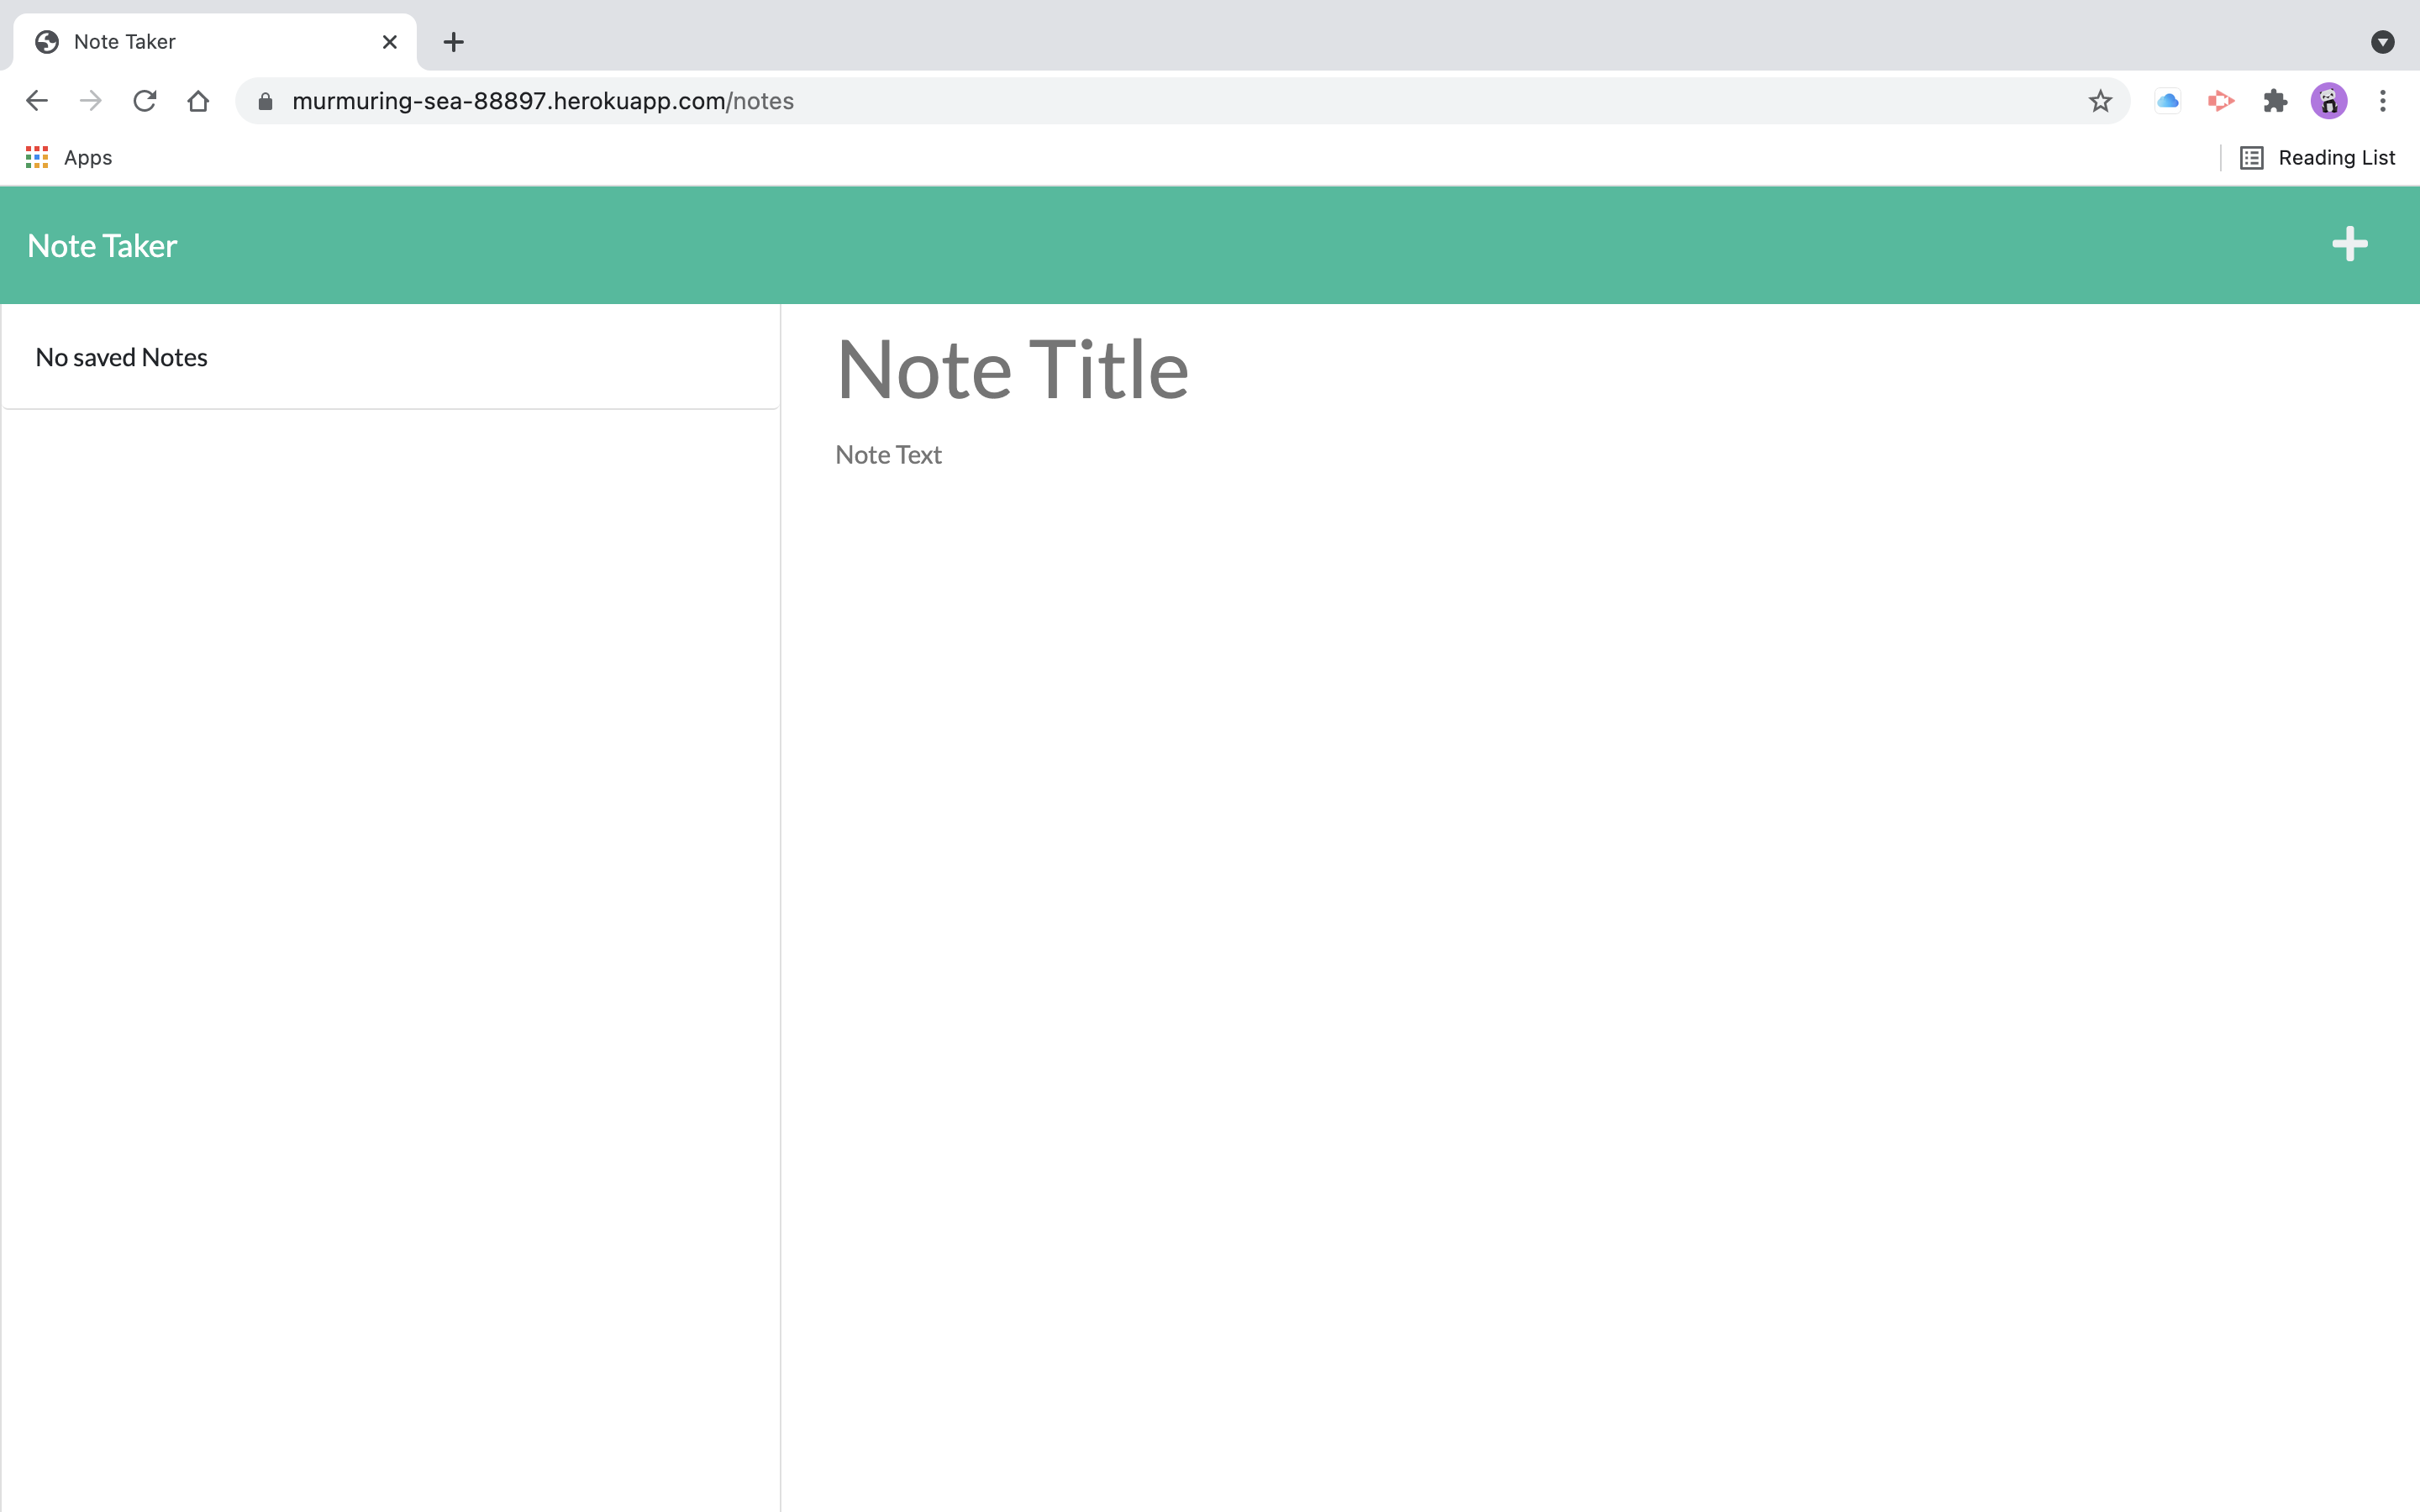 Note Taker
murmuring-sea-88897.herokuapp.com/notes
Apps
Reading List
Note Taker
No saved Notes
Note Title
Note Text